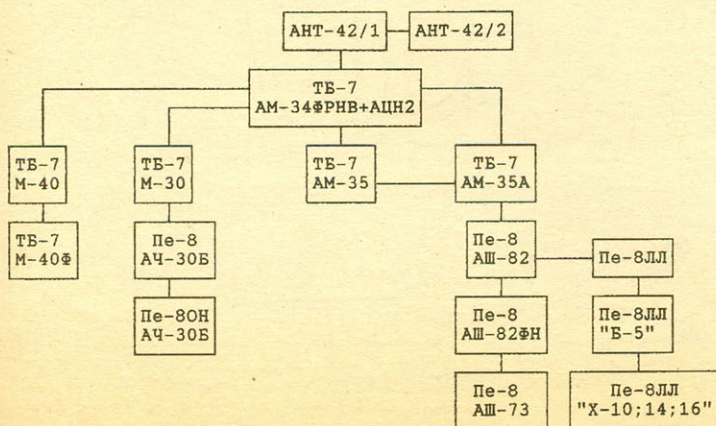 АНТ-42/1
АНТ-42/2
ТБ-7
АМ-34ФРНВ+АЦН2
ТБ-7
М-40
ТБ-7
М-30
ТБ-7
АМ-35
ТБ-7
АМ-35А
ТБ-7
М-40Ф
Пе-8
АЧ-30Б
Пе-8
АШ-82
Пе-8ЛЛ
Пе-8ОН
АЧ-30Б
Пе-8
АШ-82ФН
Пе-8ЛЛ
"Б-5"
Пе-8
АШ-73
Пе-8ЛЛ
"Х-10;14;16"